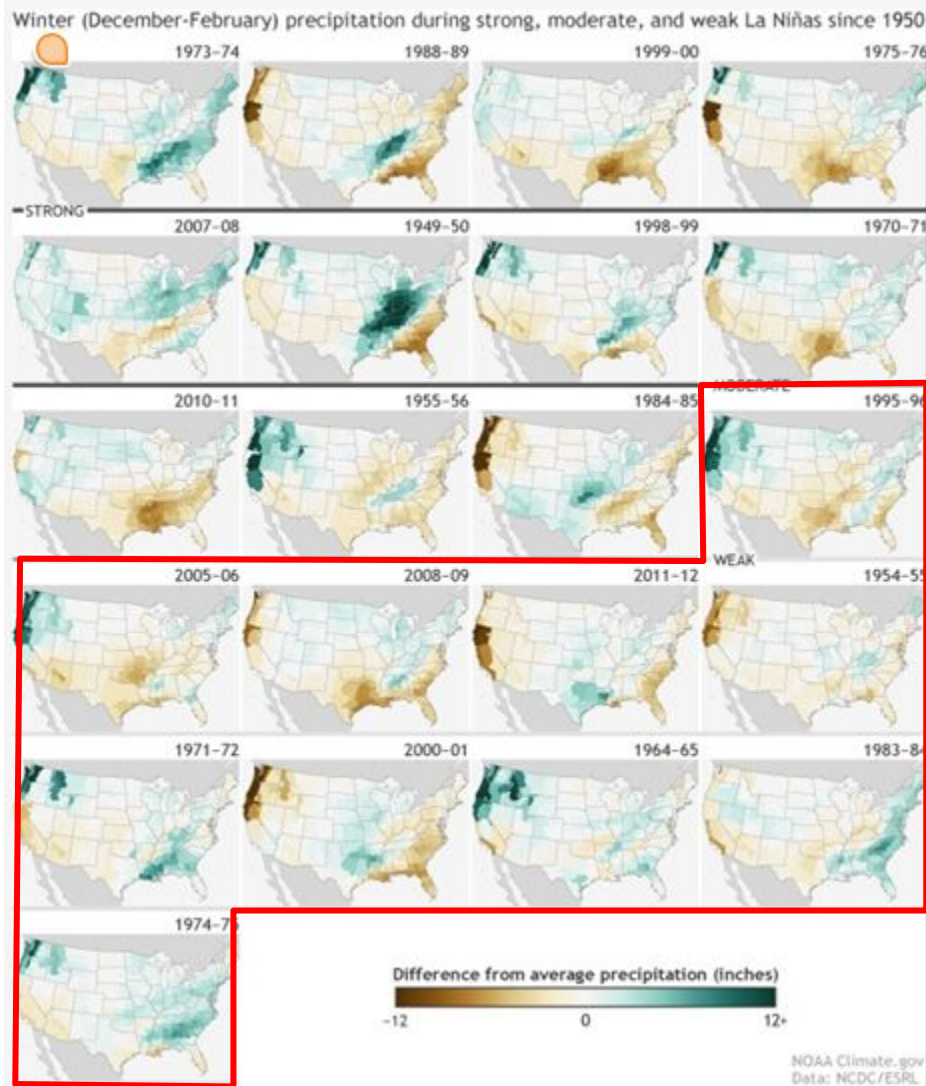 Winter (December-February) precipitation during strong, moderate, and weak La Niñas since 1950
1973-74 1988-89 1999-00 1975-76
STRONG
2007-08 1949-50 1998-99 1970-71
MODERATE
2010-11 1955-56 1984-85 1995-96
WEAK
2005-06 2008-09 2011-12 1954-55
1971-72 2000-01 1964-65 1983-84
1974-75
Difference from average precipitation (inches)
-12 0 12+
NOAA Climate.gov
Data: NCDC/ESRL